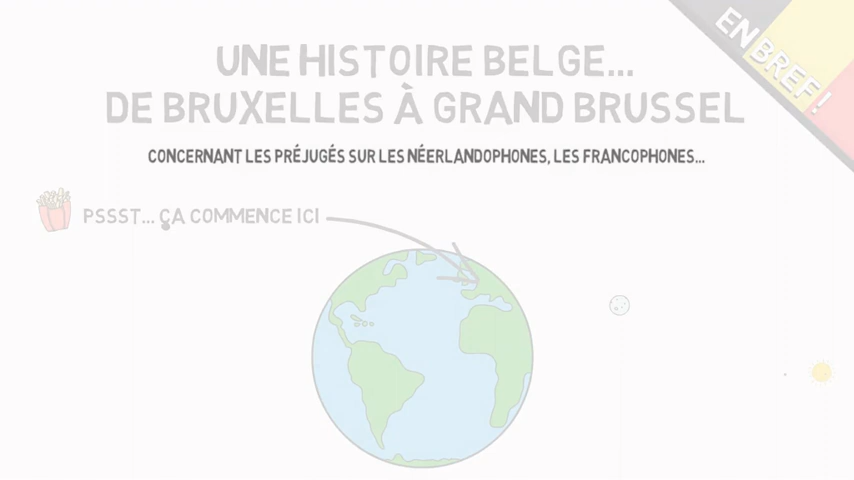 UNE HISTOIRE BELGE...
DE BRUXELLES À GRAND BRUSSEL
EN BREF !
CONCERNANT LES PRÉJUGÉS SUR LES NÉERLANDOPHONES, LES FRANCOPHONES...
PSSST... ÇA COMMENCE ICI